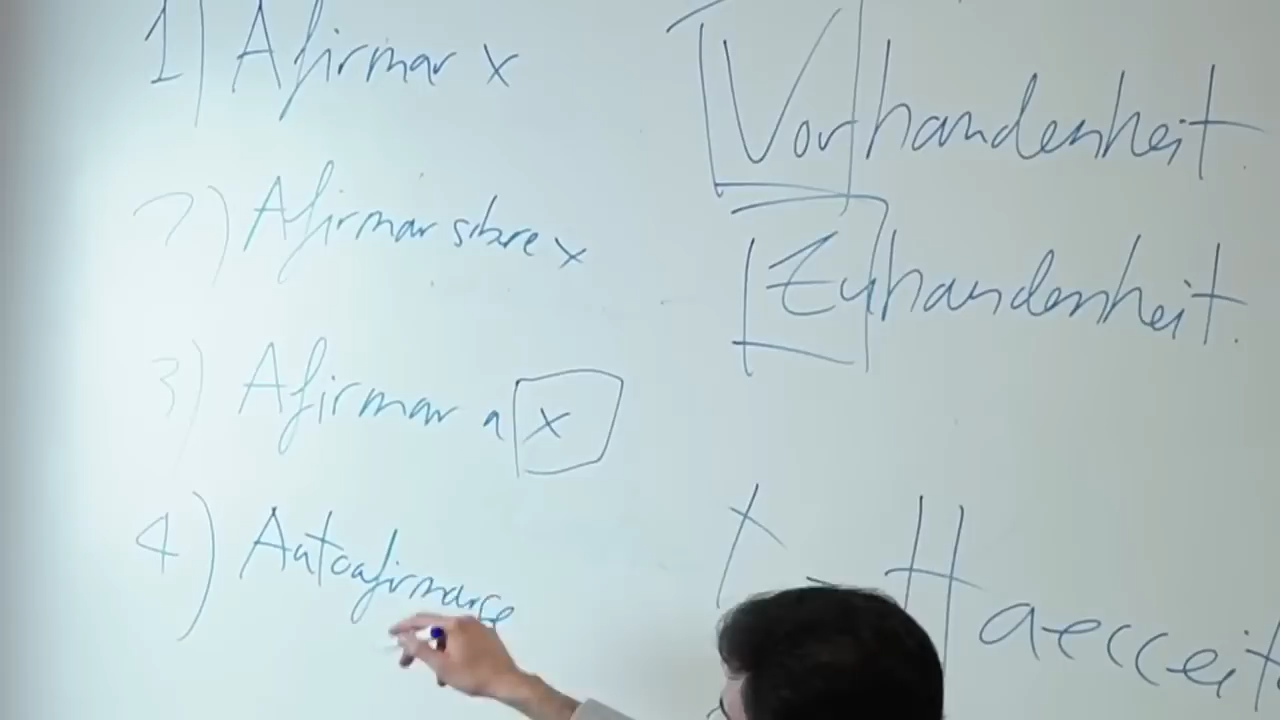 1) Afirmar x
2) Afirmar sobre x
3) Afirmar a x
4) Autoafirmarse
Vorhandenheit.
Zuhandenheit.
x
Haecceit